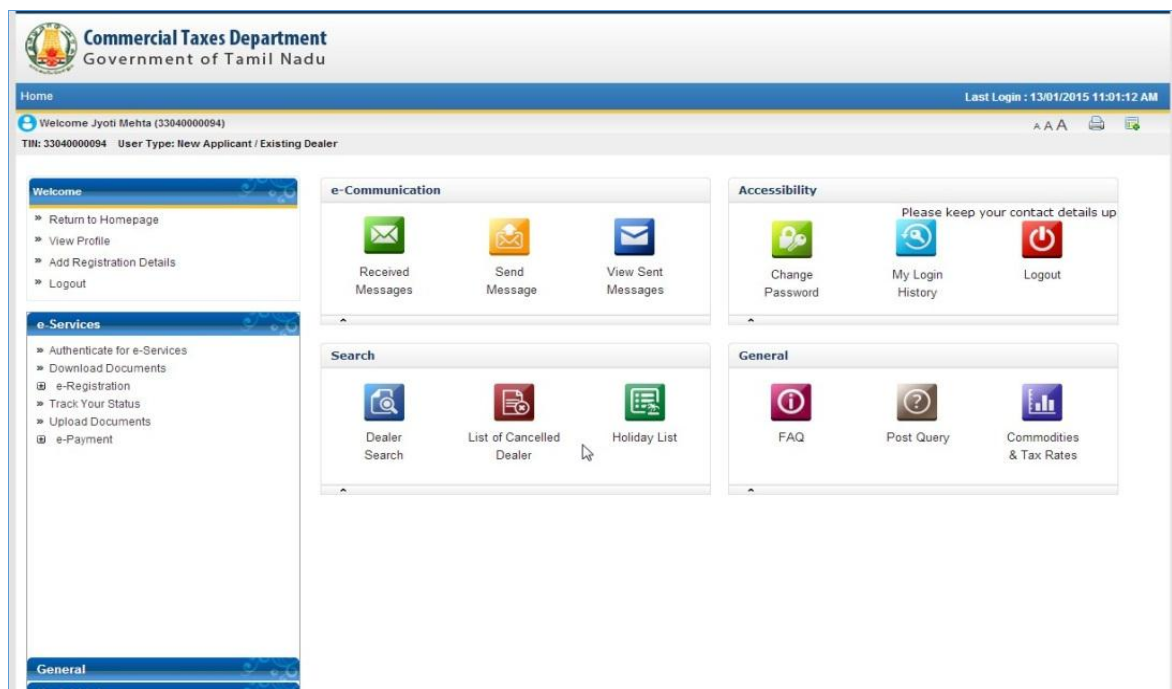 Commercial Taxes Department
Government of Tamil Nadu
Home
Last Login : 13/01/2015 11:01:12 AM
Welcome Jyoti Mehta (33040000094)
A A A
TIN: 33040000094 User Type: New Applicant / Existing Dealer
Welcome
» Return to Homepage
» View Profile
» Add Registration Details
» Logout
e-Services
» Authenticate for e-Services
» Download Documents
e-Registration
» Track Your Status
» Upload Documents
e-Payment
General
e-Communication
Received
Messages
Send
Message
View Sent
Messages
Accessibility
Please keep your contact details up
Change
Password
My Login
History
Logout
Search
Dealer
Search
List of Cancelled
Dealer
Holiday List
General
FAQ
Post Query
Commodities
& Tax Rates